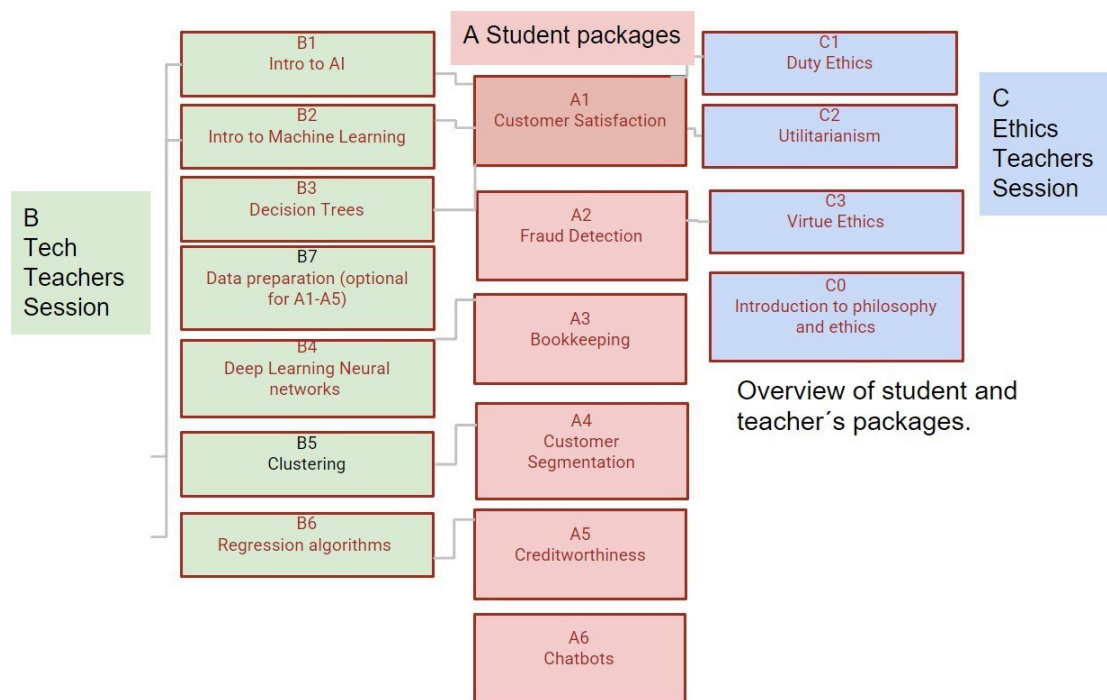 A Student packages
B
Tech
Teachers
Session
B1
Intro to AI
B2
Intro to Machine Learning
B3
Decision Trees
B7
Data preparation (optional
for A1-A5)
B4
Deep Learning Neural
networks
B5
Clustering
B6
Regression algorithms
A1
Customer Satisfaction
A2
Fraud Detection
A3
Bookkeeping
A4
Customer
Segmentation
A5
Creditworthiness
A6
Chatbots
C1
Duty Ethics
C2
Utilitarianism
C3
Virtue Ethics
C0
Introduction to philosophy
and ethics
C
Ethics
Teachers
Session
Overview of student and
teacher´s packages.